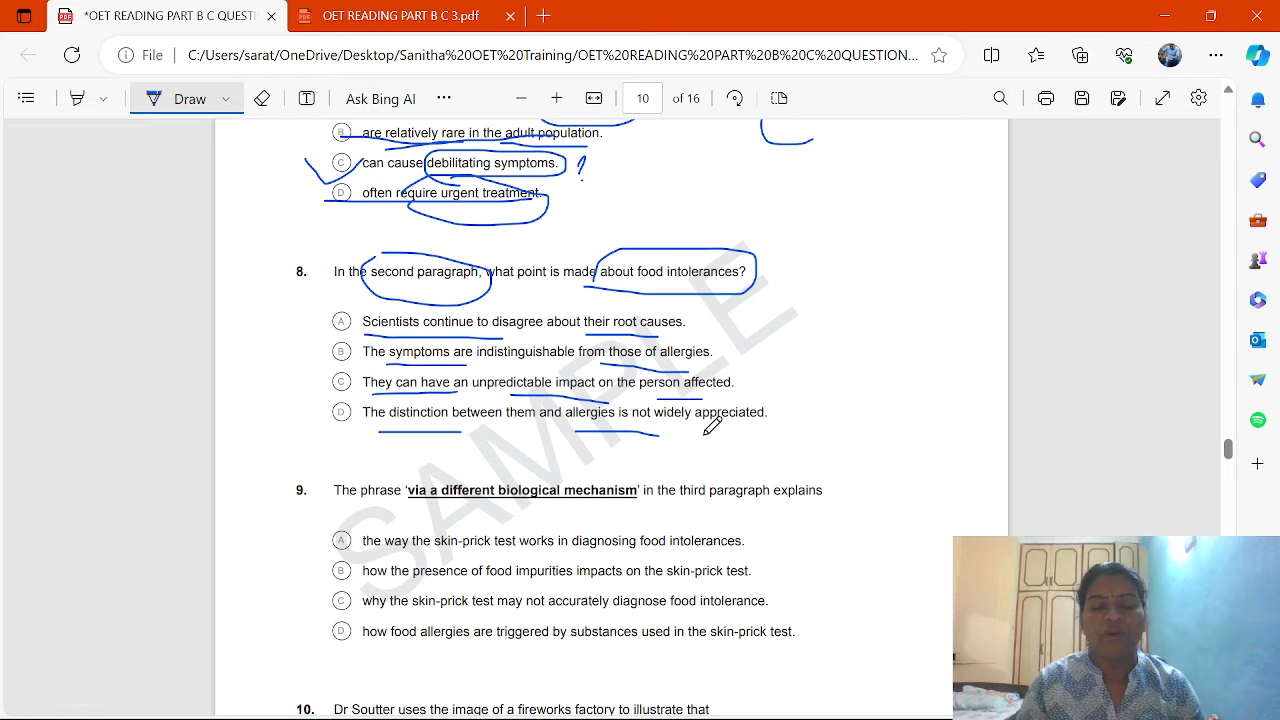 *OET READING PART B C QUESTI
OET READING PART B C 3.pdf
File
C:/Users/sarat/OneDrive/Desktop/Sanitha%20OET%20Training/OET%20READING%20PART%20B%20C%20QUESTION...
Draw
Ask Bing AI
10
of 16
B are relatively rare in the adult population.
C can cause debilitating symptoms. ?
D often require urgent treatment.
8. In the second paragraph, what point is made about food intolerances?
A Scientists continue to disagree about their root causes.
B The symptoms are indistinguishable from those of allergies.
C They can have an unpredictable impact on the person affected.
D The distinction between them and allergies is not widely appreciated.
9. The phrase ‘via a different biological mechanism’ in the third paragraph explains
A the way the skin-prick test works in diagnosing food intolerances.
B how the presence of food impurities impacts on the skin-prick test.
C why the skin-prick test may not accurately diagnose food intolerance.
D how food allergies are triggered by substances used in the skin-prick test.
10. Dr Soutter uses the image of a fireworks factory to illustrate that
SAMPLE